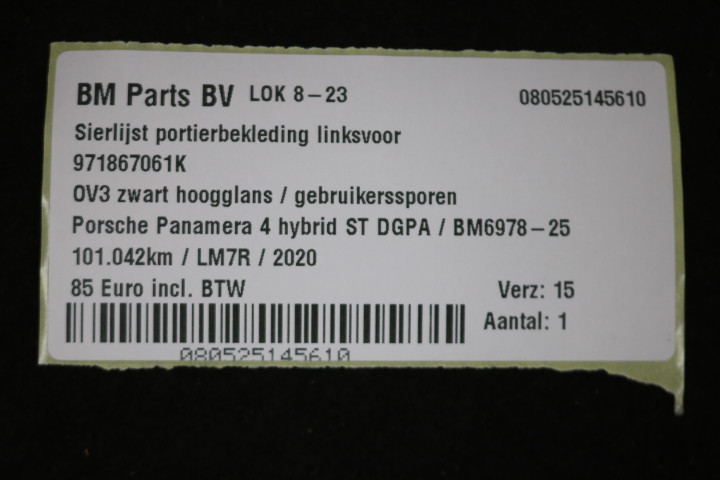 BM Parts BV LOK 8-23 080525145610
Sierlijst portierbekleding linksvoor
971867061K
OV3 zwart hoogglans / gebruikerssporen
Porsche Panamera 4 hybrid ST DGPA / BM6978-25
101.042km / LM7R / 2020
85 Euro incl. BTW Verz: 15
Aantal: 1
080525145610